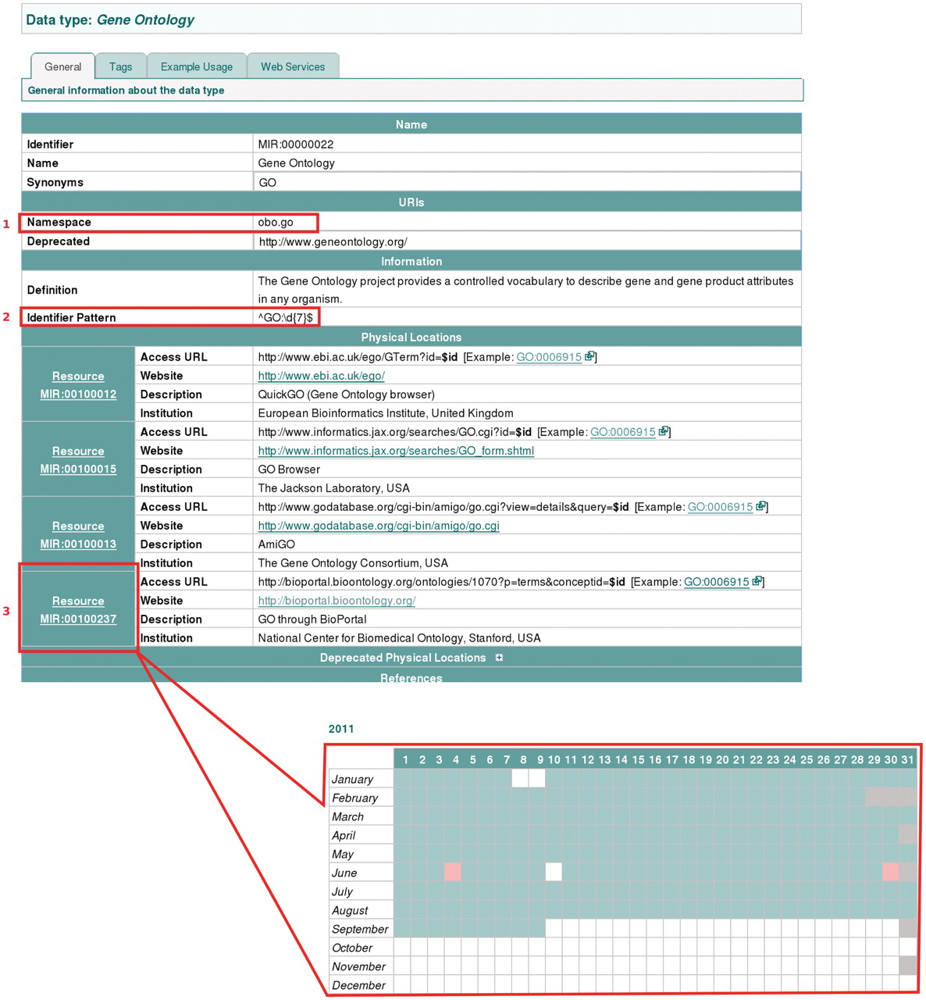 Data type: Gene Ontology
General Tags Example Usage Web Services
General information about the data type
Name
Identifier MIR:00000022
Name Gene Ontology
Synonyms GO
URIs
1 Namespace obo.go
Deprecated http://www.geneontology.org/
Information
Definition The Gene Ontology project provides a controlled vocabulary to describe gene and gene product attributes
in any organism.
2 Identifier Pattern ^GO:\d{7}$
Physical Locations
Resource
MIR:00100012
Access URL http://www.ebi.ac.uk/ego/GTerm?id=$id [Example: GO:0006915]
Website http://www.ebi.ac.uk/ego/
Description QuickGO (Gene Ontology browser)
Institution European Bioinformatics Institute, United Kingdom
Resource
MIR:00100015
Access URL http://www.informatics.jax.org/searches/GO.cgi?id=$id [Example: GO:0006915]
Website http://www.informatics.jax.org/searches/GO_form.shtml
Description GO Browser
Institution The Jackson Laboratory, USA
Resource
MIR:00100013
Access URL http://www.godatabase.org/cgi-bin/amigo/go.cgi?view=details&query=$id [Example: GO:0006915]
Website http://www.godatabase.org/cgi-bin/amigo/go.cgi
Description AmiGO
Institution The Gene Ontology Consortium, USA
3 Resource
MIR:00100237
Access URL http://bioportal.bioontology.org/ontologies/1070?p=terms&conceptid=$id [Example: GO:0006915]
Website http://bioportal.bioontology.org/
Description GO through BioPortal
Institution National Center for Biomedical Ontology, Stanford, USA
Deprecated Physical Locations +
References
2011
1 2 3 4 5 6 7 8 9 10 11 12 13 14 15 16 17 18 19 20 21 22 23 24 25 26 27 28 29 30 31
January
February
March
April
May
June
July
August
September
October
November
December